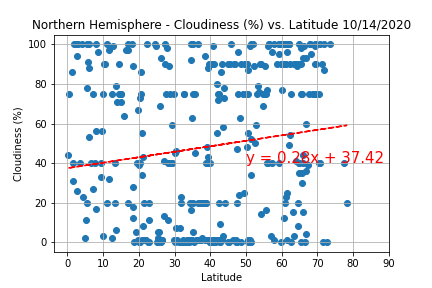 Northern Hemisphere - Cloudiness (%) vs. Latitude 10/14/2020
100
80
60
40
20
0
Cloudiness (%)
y = 0.28x + 37.42
0 10 20 30 40 50 60 70 80 90
Latitude